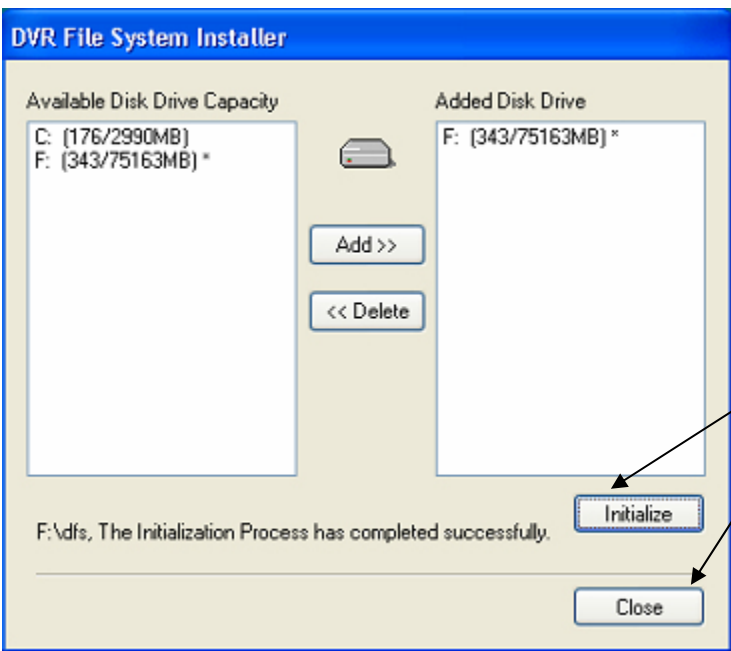 DVR File System Installer
Available Disk Drive Capacity
Added Disk Drive
C: (176/2990MB)
F: (343/75163MB) *
F: (343/75163MB) *
Add >>
<< Delete
Initialize
F:\dfs, The Initialization Process has completed successfully.
Close